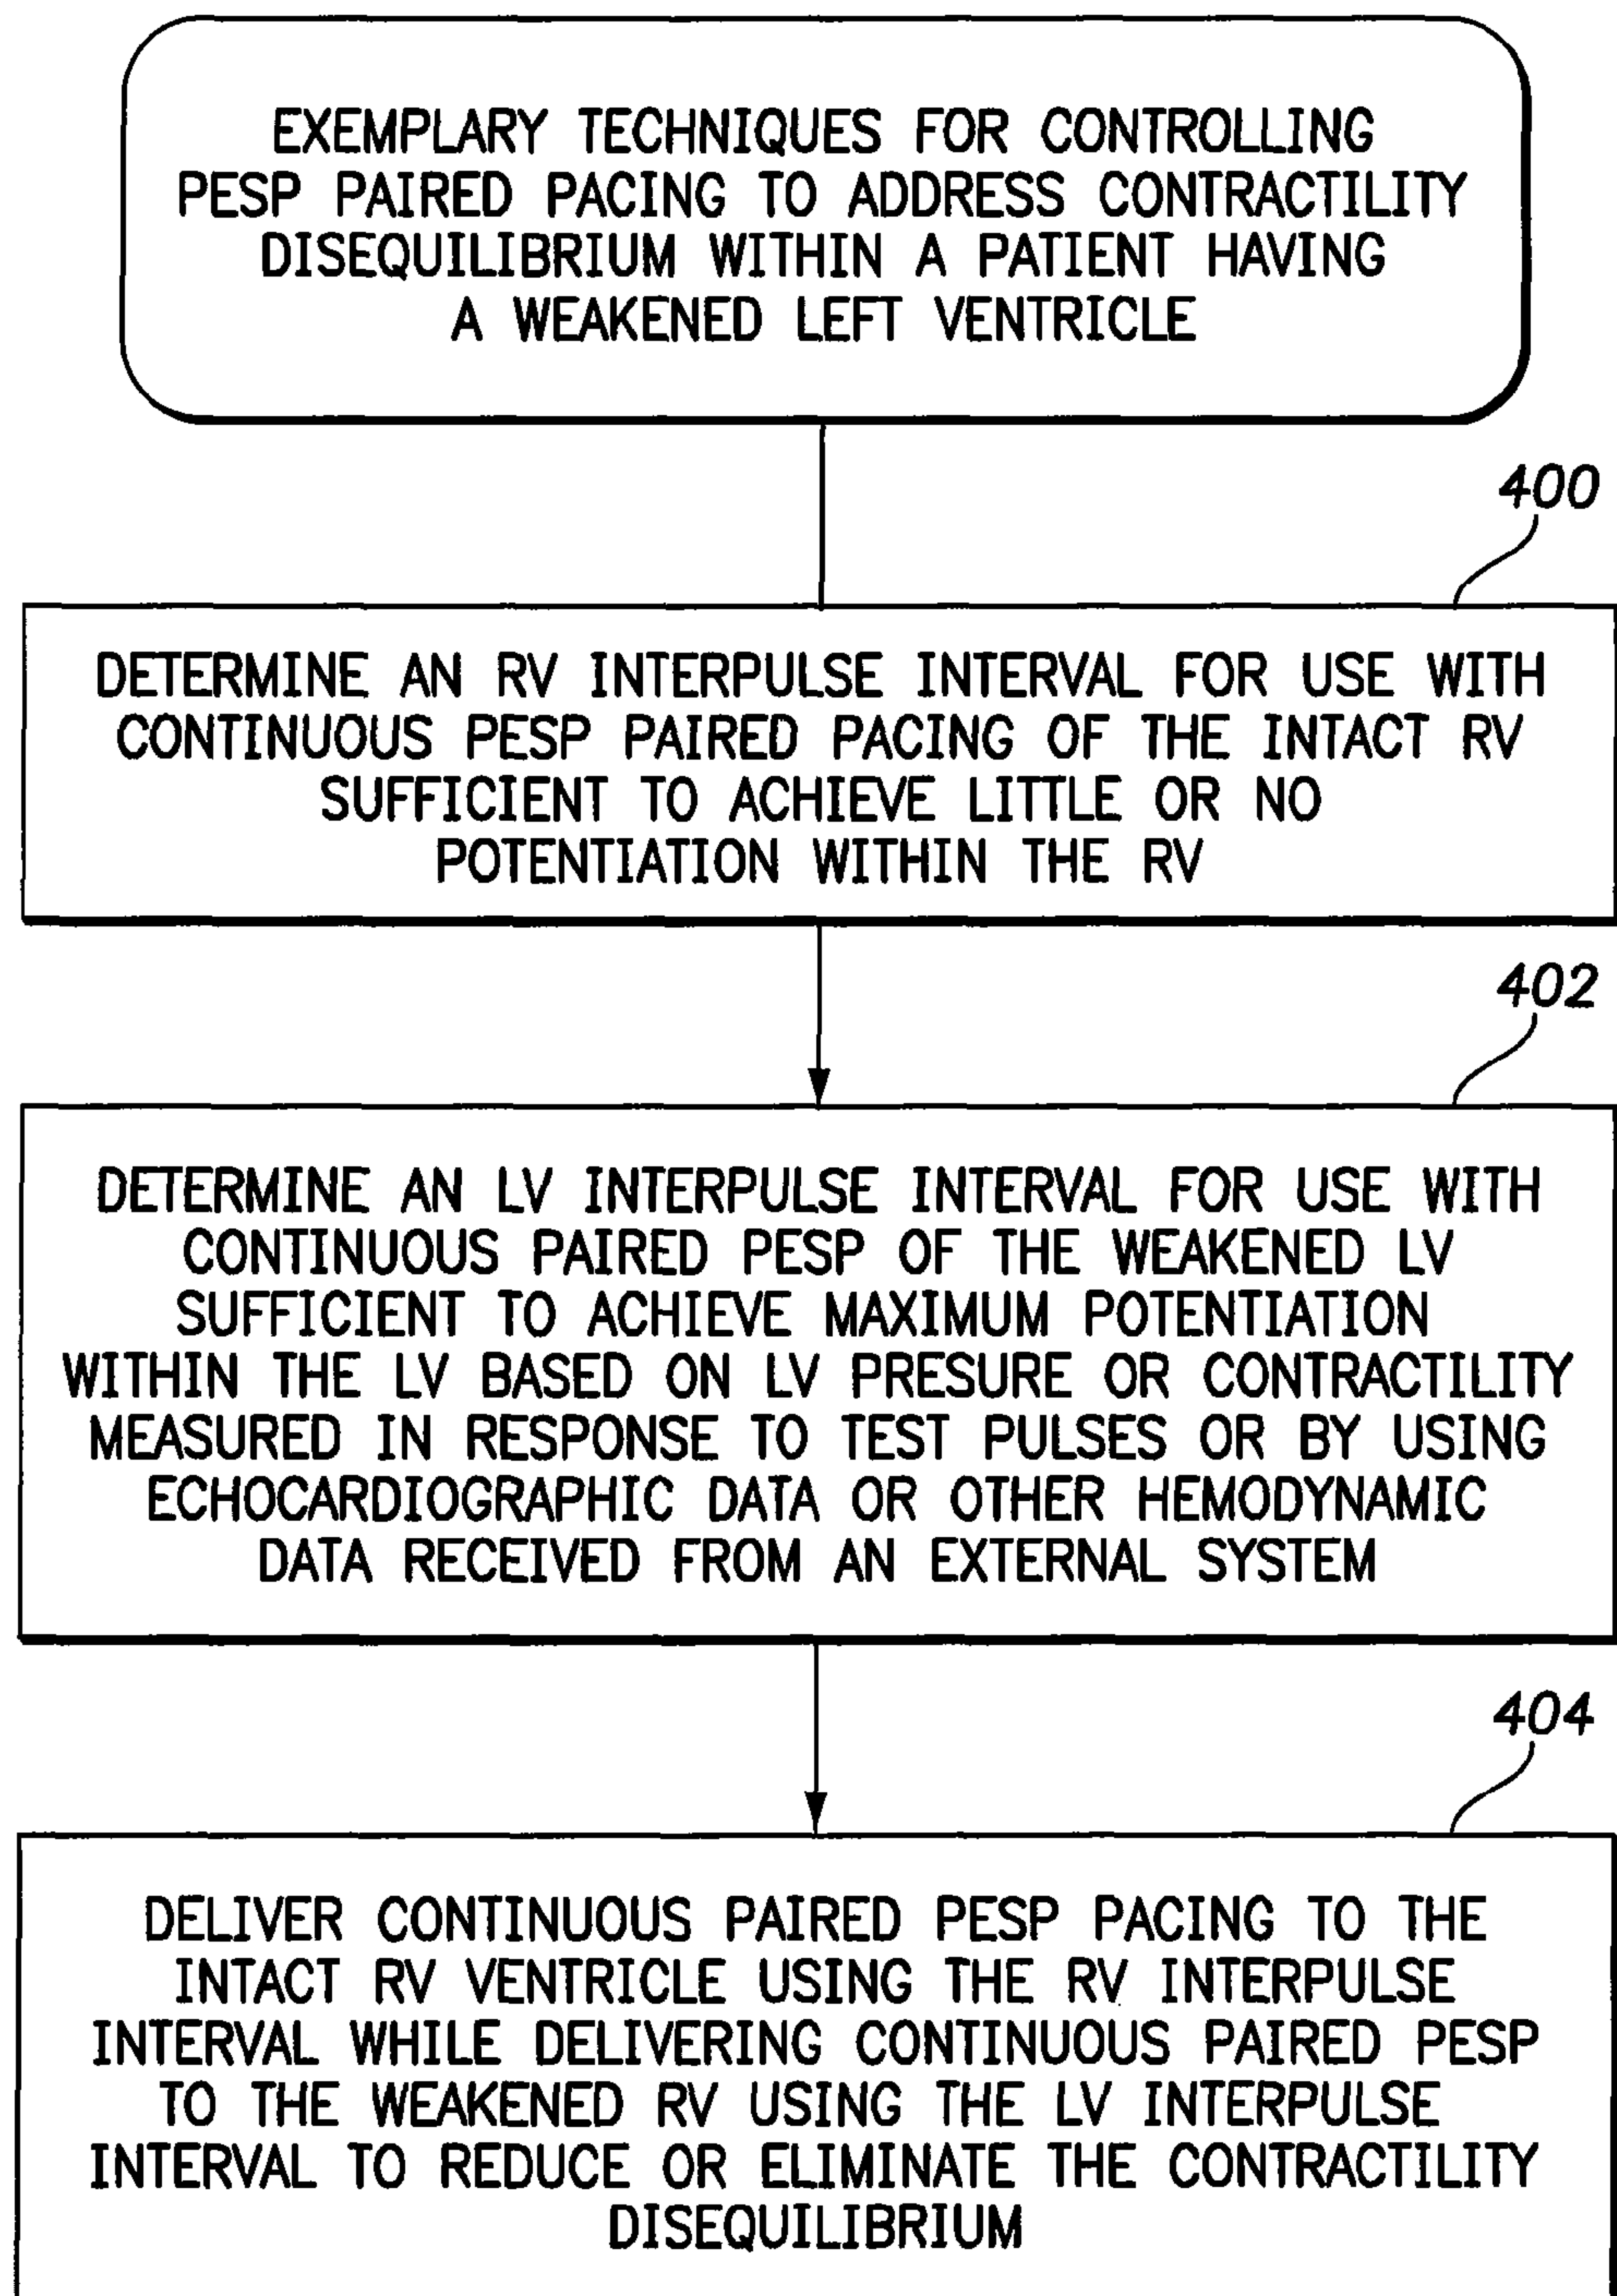 EXEMPLARY TECHNIQUES FOR CONTROLLING
PESP PAIRED PACING TO ADDRESS CONTRACTILITY
DISEQUILIBRIUM WITHIN A PATIENT HAVING
A WEAKENED LEFT VENTRICLE
400
DETERMINE AN RV INTERPULSE INTERVAL FOR USE WITH
CONTINUOUS PESP PAIRED PACING OF THE INTACT RV
SUFFICIENT TO ACHIEVE LITTLE OR NO
POTENTIATION WITHIN THE RV
402
DETERMINE AN LV INTERPULSE INTERVAL FOR USE WITH
CONTINUOUS PAIRED PESP OF THE WEAKENED LV
SUFFICIENT TO ACHIEVE MAXIMUM POTENTIATION
WITHIN THE LV BASED ON LV PRESURE OR CONTRACTILITY
MEASURED IN RESPONSE TO TEST PULSES OR BY USING
ECHOCARDIOGRAPHIC DATA OR OTHER HEMODYNAMIC
DATA RECEIVED FROM AN EXTERNAL SYSTEM
404
DELIVER CONTINUOUS PAIRED PESP PACING TO THE
INTACT RV VENTRICLE USING THE RV INTERPULSE
INTERVAL WHILE DELIVERING CONTINUOUS PAIRED PESP
TO THE WEAKENED RV USING THE LV INTERPULSE
INTERVAL TO REDUCE OR ELIMINATE THE CONTRACTILITY
DISEQUILIBRIUM